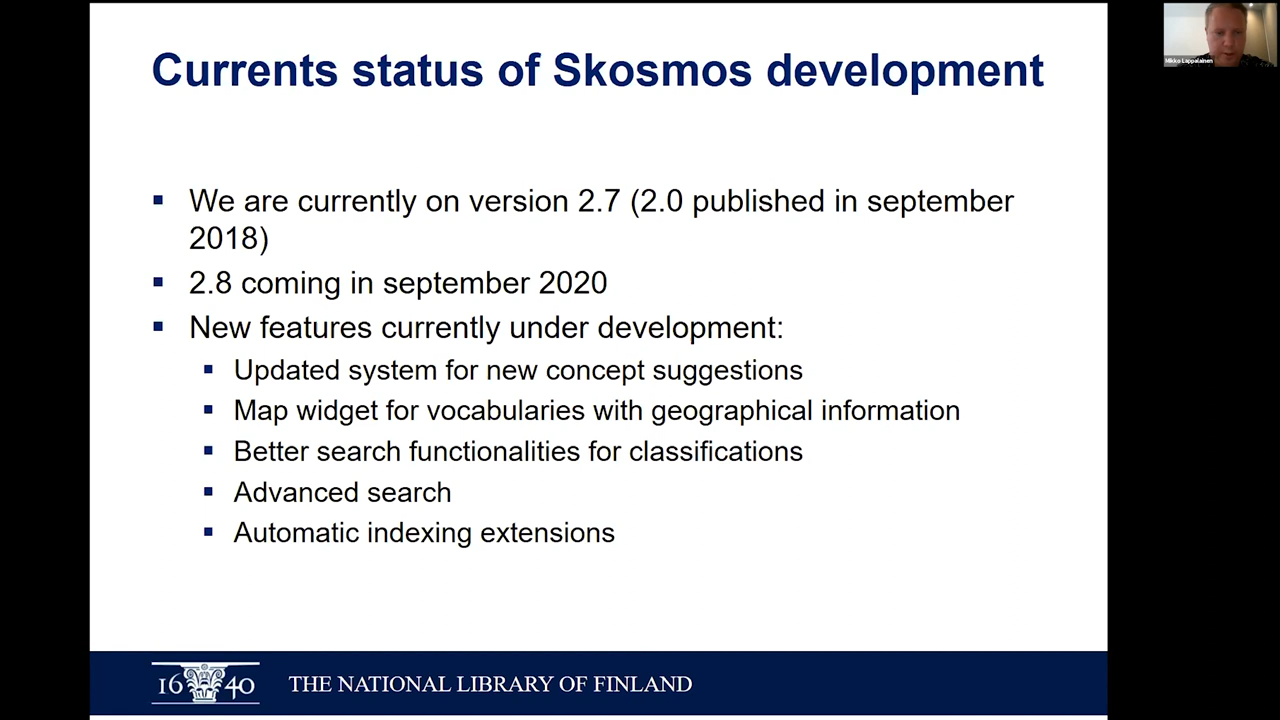 Currents status of Skosmos development
Mikko Lappalainen
We are currently on version 2.7 (2.0 published in september
2018)
2.8 coming in september 2020
New features currently under development:
Updated system for new concept suggestions
Map widget for vocabularies with geographical information
Better search functionalities for classifications
Advanced search
Automatic indexing extensions
16 40 THE NATIONAL LIBRARY OF FINLAND